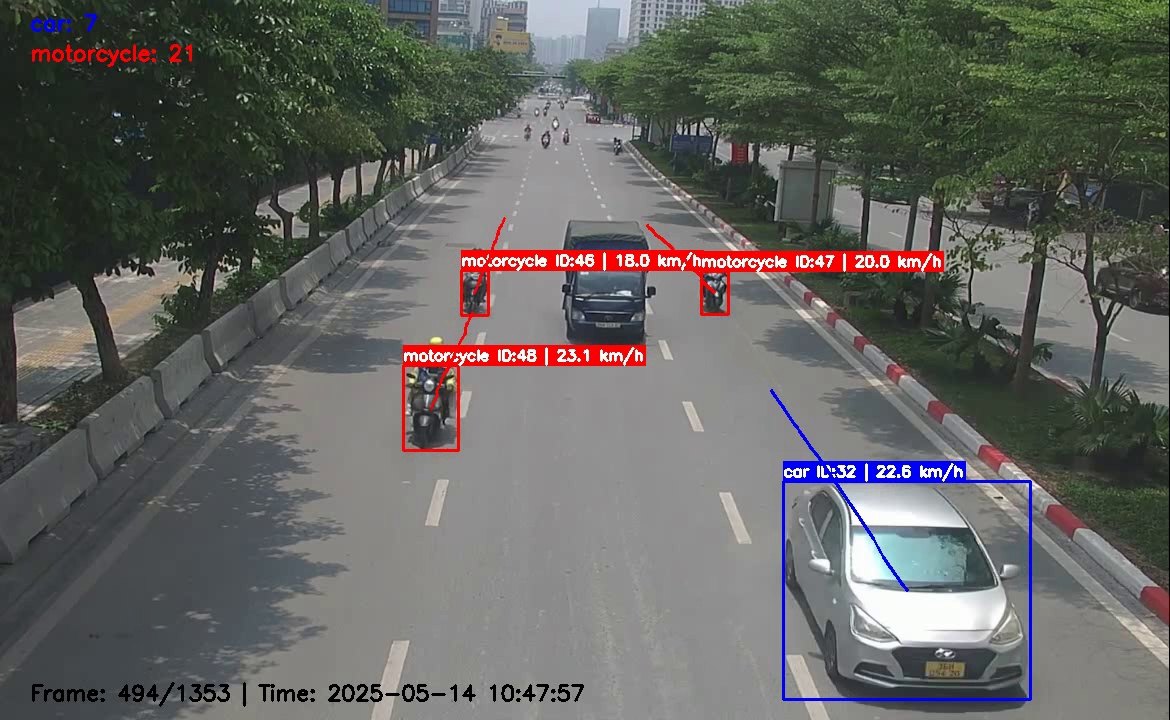 car: 7
motorcycle: 21
motorcycle ID:46 | 18.0 km/h
motorcycle ID:47 | 20.0 km/h
motorcycle ID:48 | 23.1 km/h
car ID:32 | 22.6 km/h
Frame: 494/1353 | Time: 2025-05-14 10:47:57